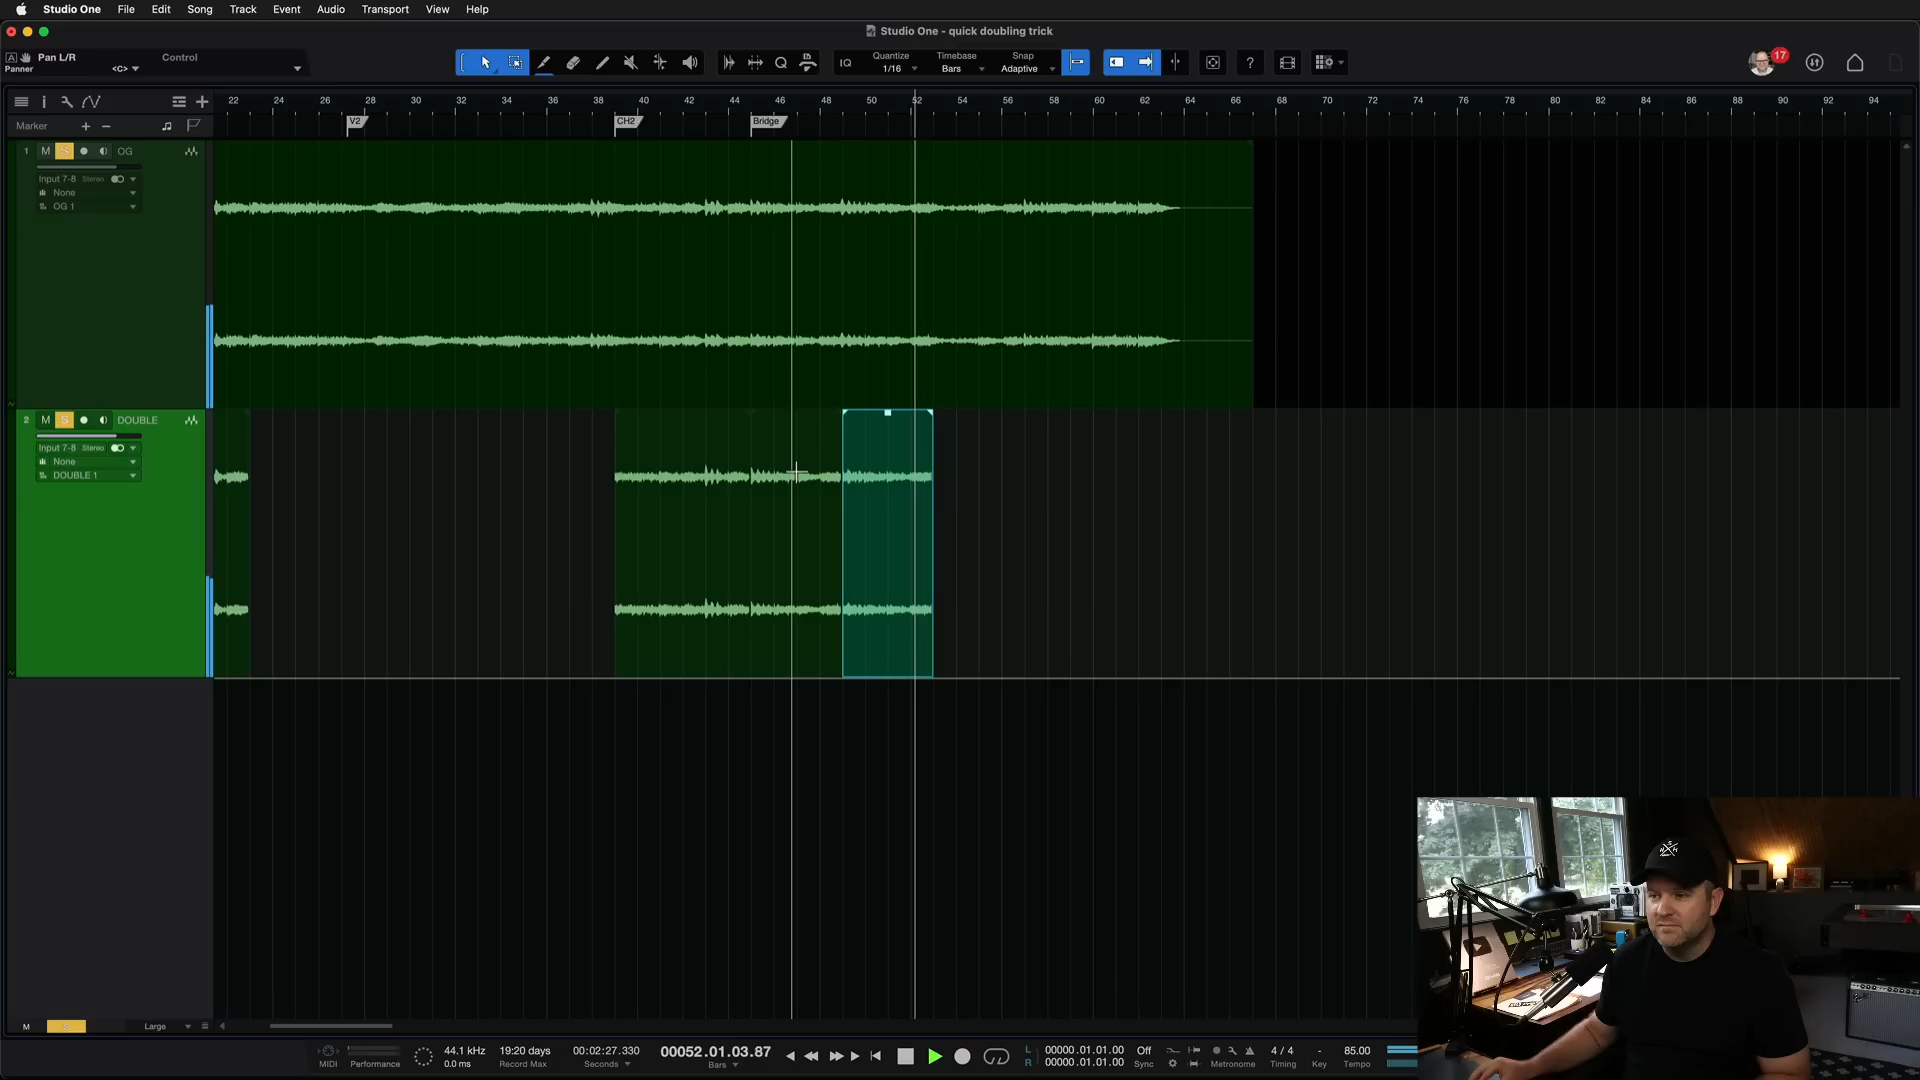 Studio One File Edit Song Track Event Audio Transport View Help
Studio One - quick doubling trick
Pan L/R
Panner
<C>
Control
IQ
Quantize
1/16
Timebase
Bars
Snap
Adaptive
?
17
22 24 26 28 30 32 34 36 38 40 42 44 46 48 50 52 54 56 58 60 62 64 66 68 70 72 74 76 78 80 82 84 86 88 90 92 94
Marker
V2
CH2
Bridge
1 M S OG
Input 7-8 Stereo
None
OG 1
2 M S DOUBLE
Input 7-8 Stereo
None
DOUBLE 1
M S Large
MIDI
Performance
44.1 kHz
0.0 ms
19:20 days
Record Max
00:02:27.330
Seconds
00052.01.03.87
Bars
L 00000.01.01.00
R 00000.01.01.00
Off
Sync
Metronome
4 / 4
Timing
-
Key
85.00
Tempo